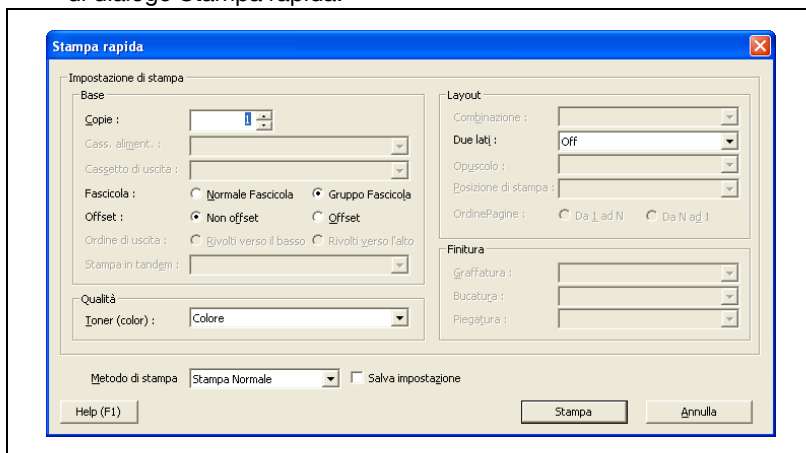 di dialogo Stampa rapida.
Stampa rapida
Impostazione di stampa
Base
Copie :
1
Cass. aliment. :
Cassetto di uscita :
Fascicola :
Normale Fascicola
Gruppo Fascicola
Offset :
Non offset
Offset
Ordine di uscita :
Rivolti verso il basso
Rivolti verso l'alto
Stampa in tandem :
Qualità
Toner (color) :
Colore
Layout
Combinazione :
Due lati :
Off
Opuscolo :
Posizione di stampa :
OrdinePagine :
Da 1 ad N
Da N ad 1
Finitura
Graffatura :
Bucatura :
Piegatura :
Metodo di stampa
Stampa Normale
Salva impostazione
Help (F1)
Stampa
Annulla